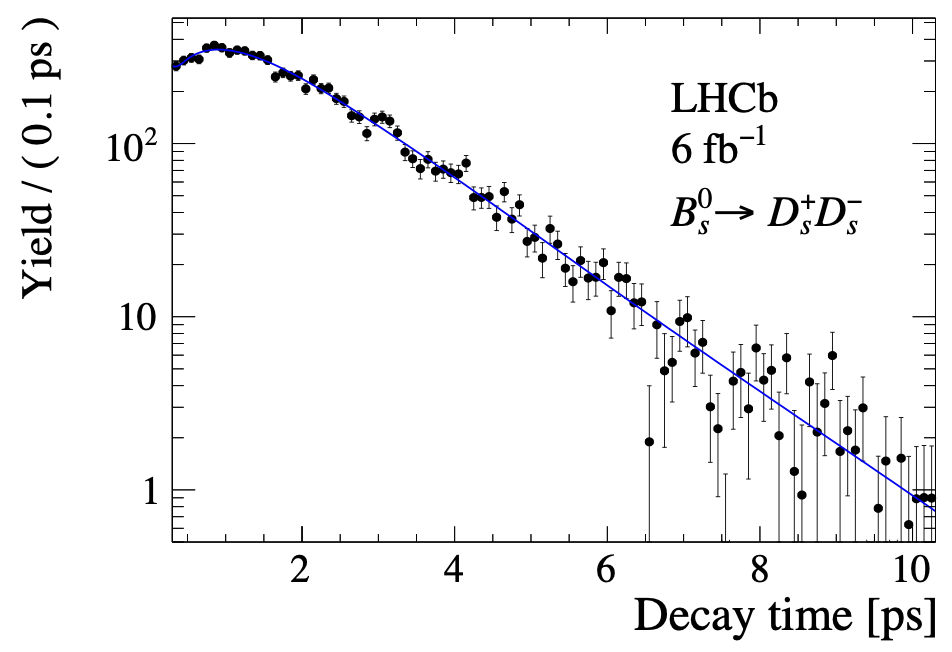 Yield / ( 0.1 ps )
10²
10
1
LHCb
6 fb⁻¹
B⁰ₛ→ D⁺ₛD⁻ₛ
2 4 6 8 10
Decay time [ps]